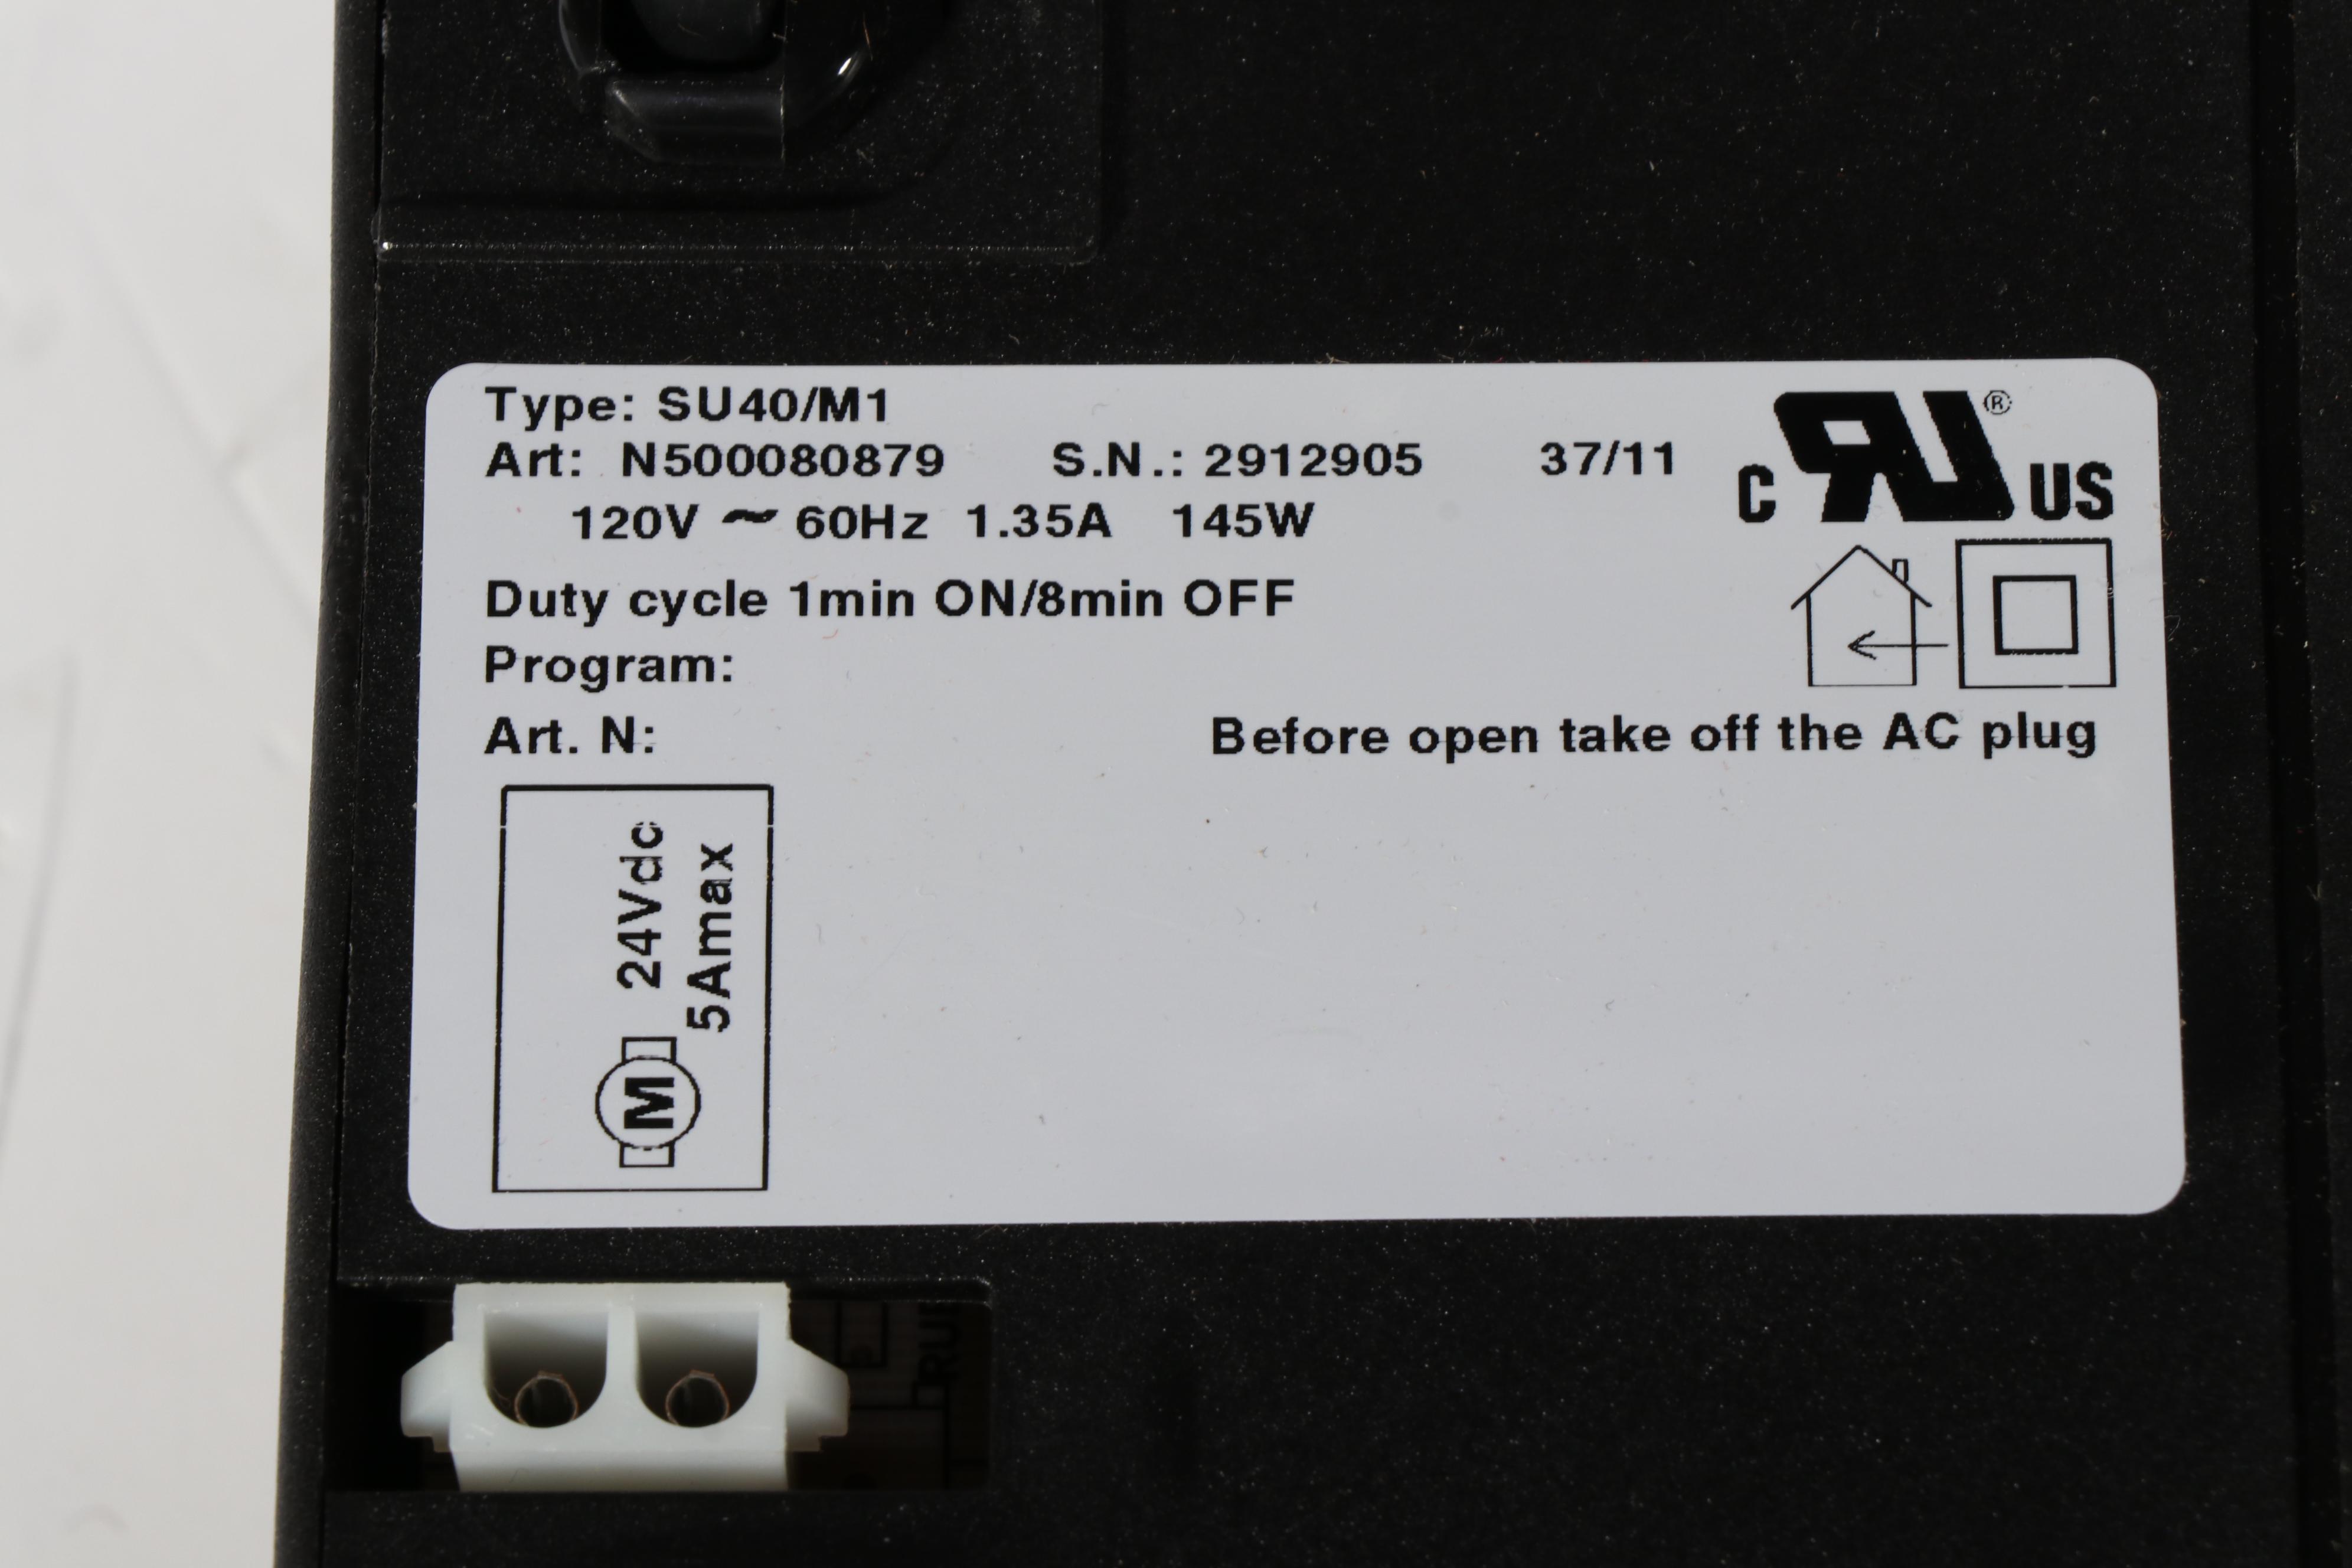 Type: SU40/M1
Art: N500080879 S.N.: 2912905 37/11
120V ~ 60Hz 1.35A 145W
c RU ® US
Duty cycle 1min ON/8min OFF
Program:
Art. N:
Before open take off the AC plug
24Vdc
5Amax
M